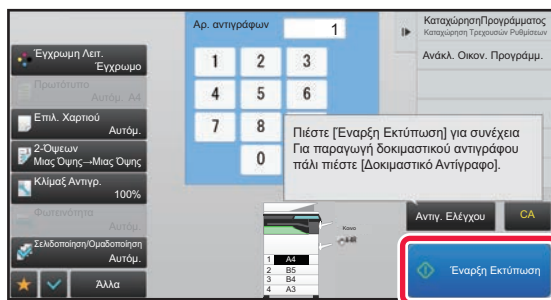 Αρ. αντιγράφων
1
ΚαταχώρησηΠρογράμματος
Καταχώρηση Τρεχουσών Ρυθμίσεων
Ανάκλ. Οικον. Προγράμμ.
Έγχρωμη Λειτ.
Έγχρωμο
Πρωτότυπο
Αυτόμ. A4
Επιλ. Χαρτιού
Αυτόμ.
2-Όψεων
Μιας Όψης→Μιας Όψης
Κλίμαξ Αντιγρ.
100%
Φωτεινότητα
Αυτόμ.
Σελιδοποίηση/Ομαδοποίηση
Αυτόμ.
Άλλα
1 2 3
4 5 6
7 8
0
Πιέστε [Έναρξη Εκτύπωση] για συνέχεια
Για παραγωγή δοκιμαστικού αντιγράφου
πάλι πιέστε [Δοκιμαστικό Αντίγραφο].
Αντιγ. Ελέγχου
CA
Έναρξη Εκτύπωση
1 A4
2 B5
3 B4
4 A3